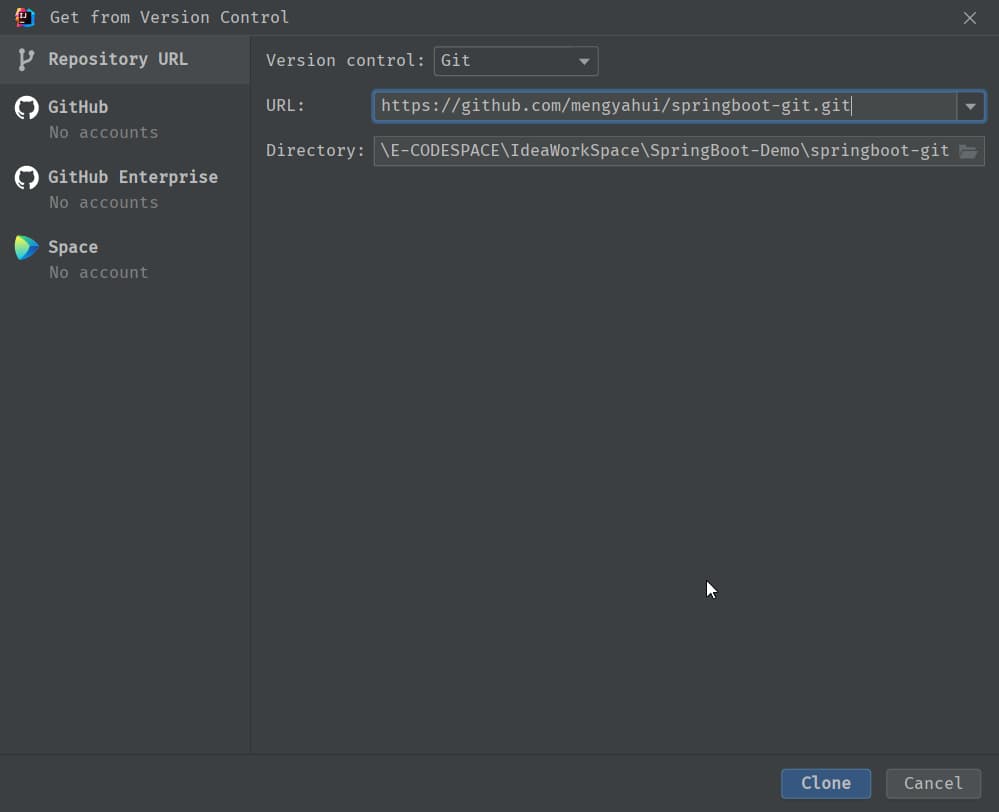 Get from Version Control
Repository URL
GitHub
No accounts
GitHub Enterprise
No accounts
Space
No account
Version control: Git
URL: https://github.com/mengyahui/springboot-git.git
Directory: \E-CODESPACE\IdeaWorkSpace\SpringBoot-Demo\springboot-git
Clone Cancel